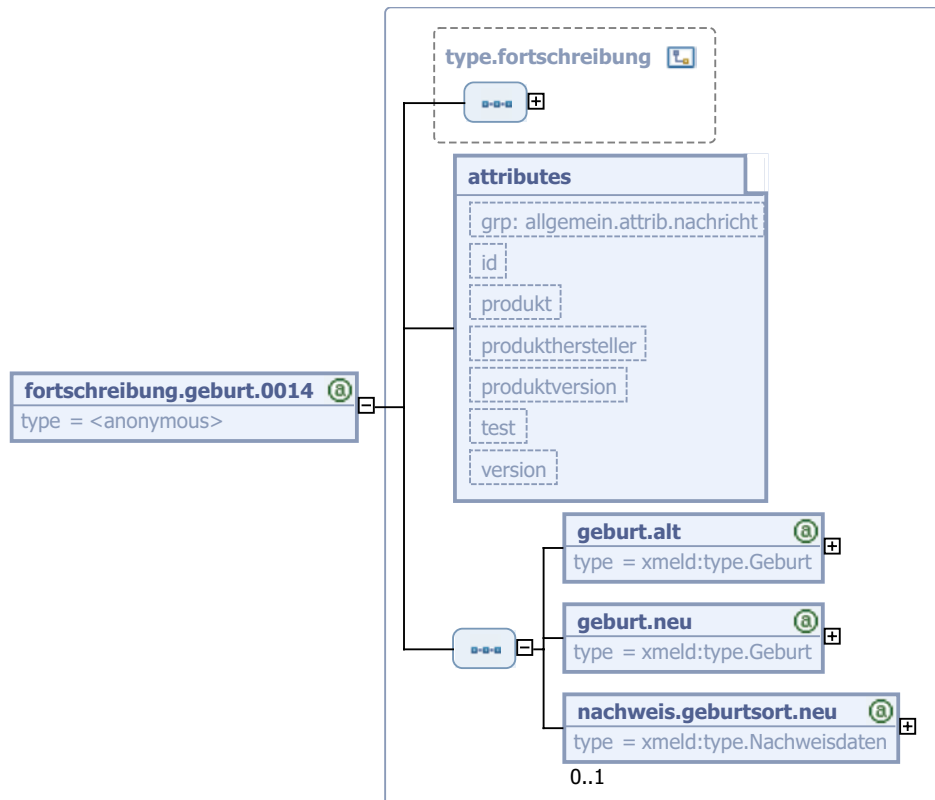 type.fortschreibung
attributes
grp: allgemein.attrib.nachricht
id
produkt
produkthersteller
produktversion
test
version
fortschreibung.geburt.0014 a
type = <anonymous>
geburt.alt a
type = xmeld:type.Geburt
geburt.neu a
type = xmeld:type.Geburt
nachweis.geburtsort.neu a
type = xmeld:type.Nachweisdaten
0..1